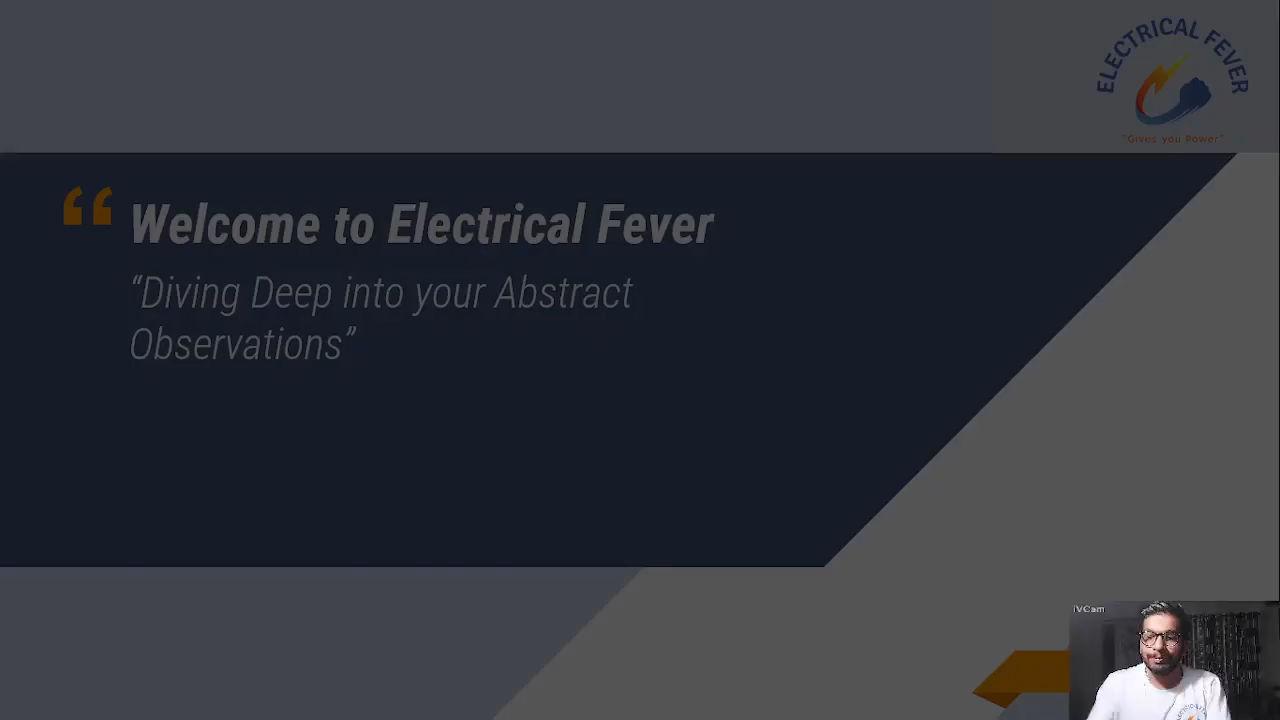 ELECTRICAL FEVER
"Gives you Power"
“ Welcome to Electrical Fever
“Diving Deep into your Abstract
Observations”
iVCam